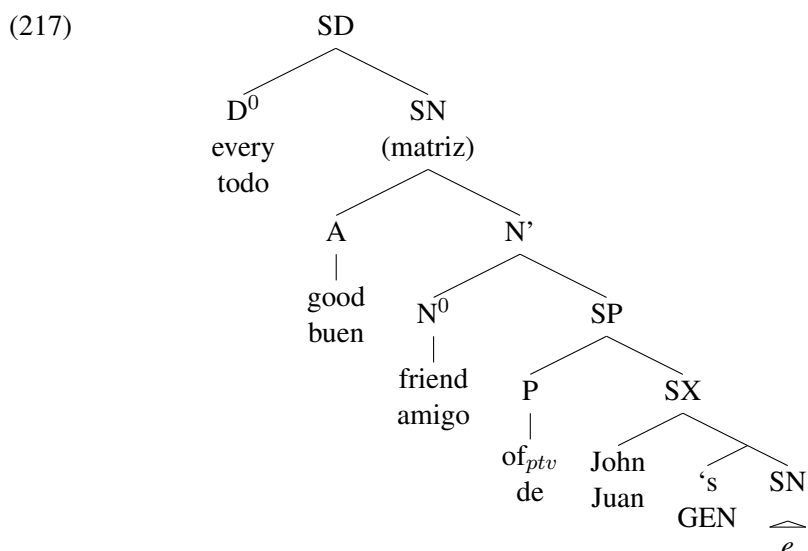 (217) SD
D⁰ SN
every (matriz)
todo
A N'
good
buen N⁰ SP
friend
amigo P SX
of_ptv John
de Juan ‘s SN
GEN
e